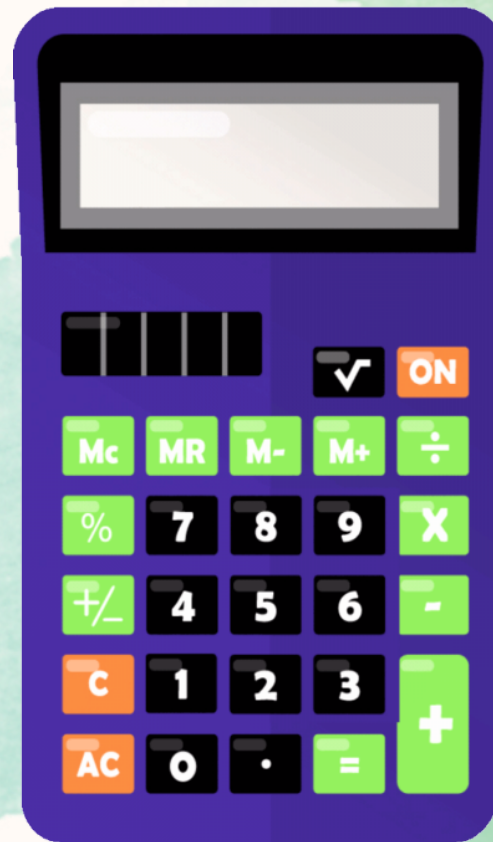 √ ON
Mc MR M- M+ ÷
% 7 8 9 X
+/_ 4 5 6 -
C 1 2 3 +
AC 0 . =